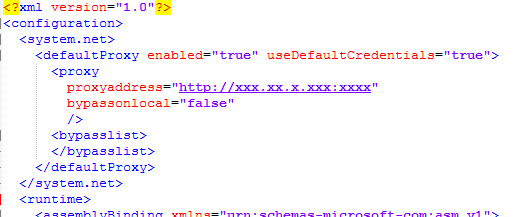 <?xml version="1.0"?>
<configuration>
<system.net>
<defaultProxy enabled="true" useDefaultCredentials="true">
<proxy
proxyaddress="http://xxx.xx.x.xxx:xxxx"
bypassonlocal="false"
/>
<bypasslist>
</bypasslist>
</defaultProxy>
</system.net>
<runtime>
<assemblyBinding xmlns="urn:schemas-microsoft-com:asm.v1">